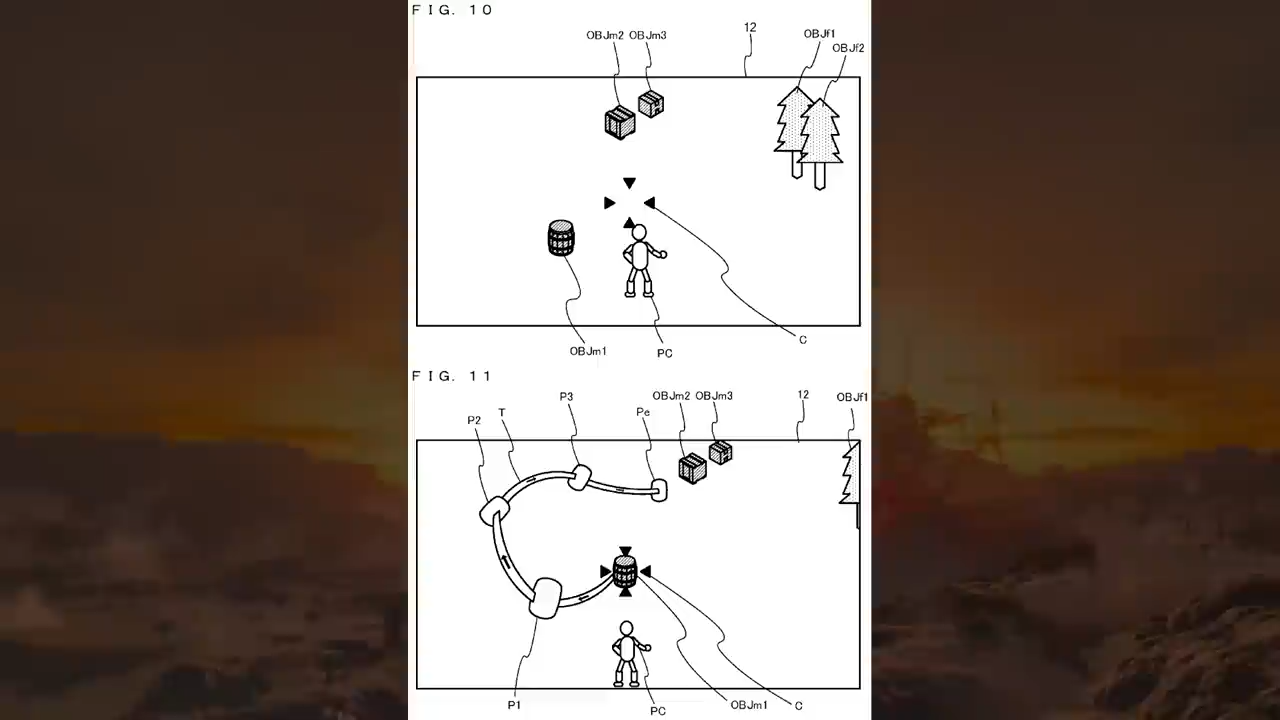 FIG. 10
OBJm2 OBJm3 12 OBJf1
OBJf2
OBJm1 PC C
FIG. 11
P2 T P3 Pe OBJm2 OBJm3 12 OBJf1
P1 PC OBJm1 C